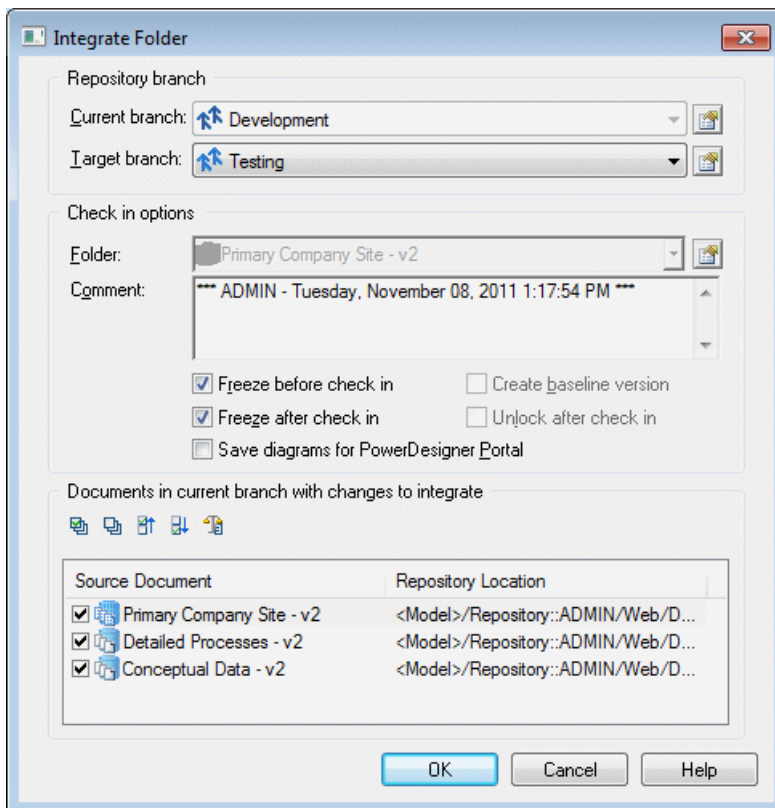 Integrate Folder
Repository branch
Current branch: Development
Target branch: Testing
Check in options
Folder: Primary Company Site - v2
Comment: *** ADMIN - Tuesday, November 08, 2011 1:17:54 PM ***
Freeze before check in Create baseline version
Freeze after check in Unlock after check in
Save diagrams for PowerDesigner Portal
Documents in current branch with changes to integrate
Source Document Repository Location
Primary Company Site - v2 <Model>/Repository::ADMIN/Web/D...
Detailed Processes - v2 <Model>/Repository::ADMIN/Web/D...
Conceptual Data - v2 <Model>/Repository::ADMIN/Web/D...
OK Cancel Help